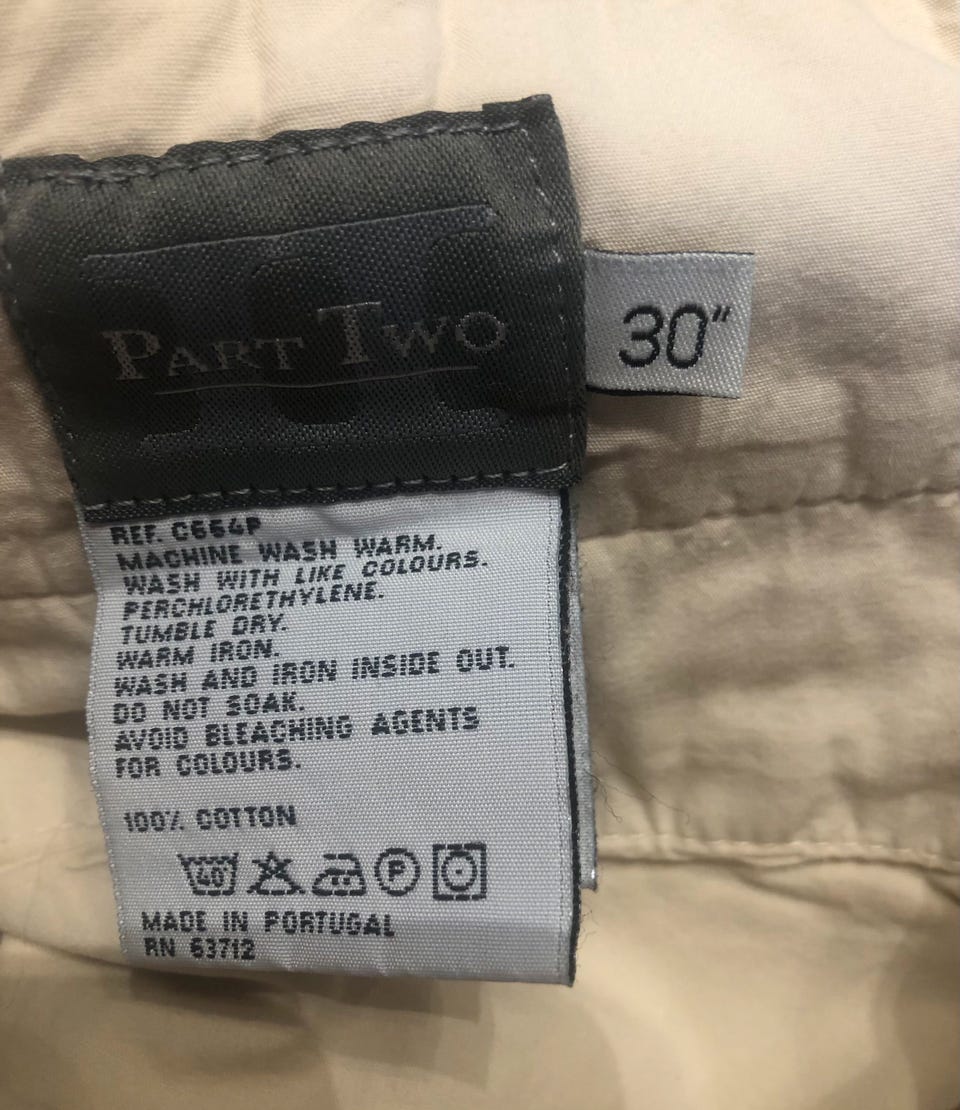 PART TWO
30"
REF. C664P
MACHINE WASH WARM.
WASH WITH LIKE COLOURS.
PERCHLORETHYLENE.
TUMBLE DRY.
WARM IRON.
WASH AND IRON INSIDE OUT.
DO NOT SOAK.
AVOID BLEACHING AGENTS
FOR COLOURS.
100% COTTON
40° P
MADE IN PORTUGAL
RN 63712